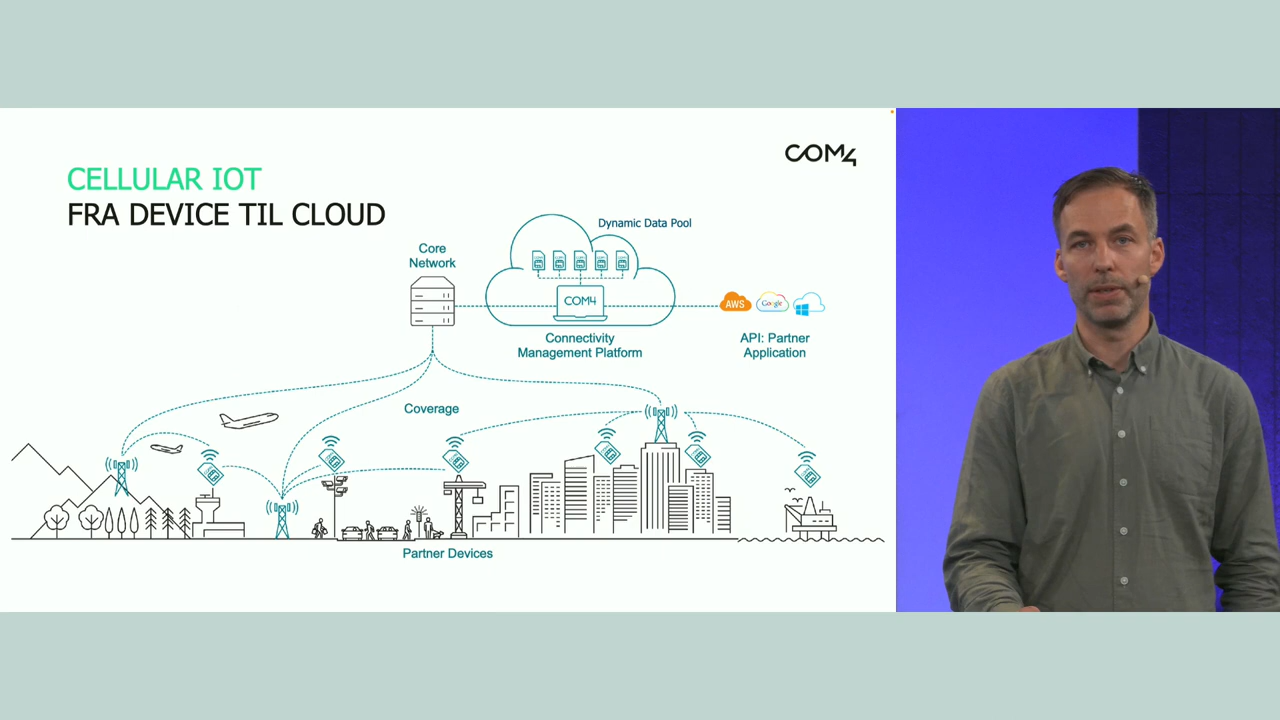 COM4
CELLULAR IOT
FRA DEVICE TIL CLOUD
Dynamic Data Pool
Core
Network
COM4
AWS
Google
Connectivity
Management Platform
API: Partner
Application
Coverage
Partner Devices